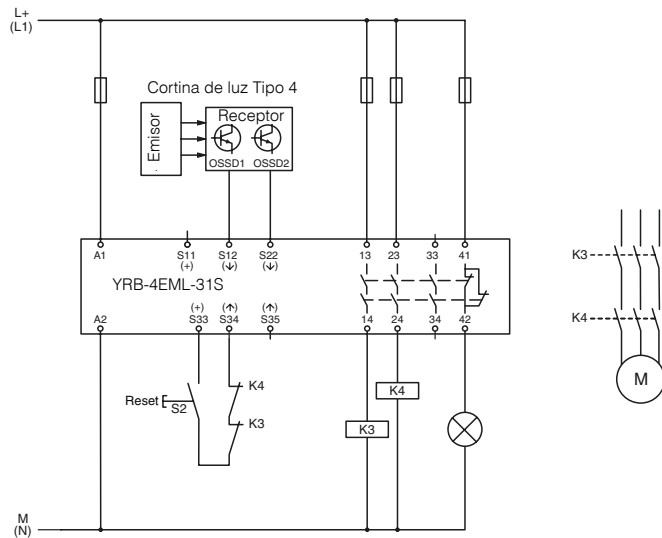 L+
(L1)
Cortina de luz Tipo 4
Emisor
Receptor
OSSD1 OSSD2
A1 S11 S12 S22 13 23 33 41
(+) (↓) (↓)
YRB-4EML-31S
(+) (↑) (↑)
A2 S33 S34 S35 14 24 34 42
K3
K4
M
Reset S2
K4
K3
K4
K3
M
(N)